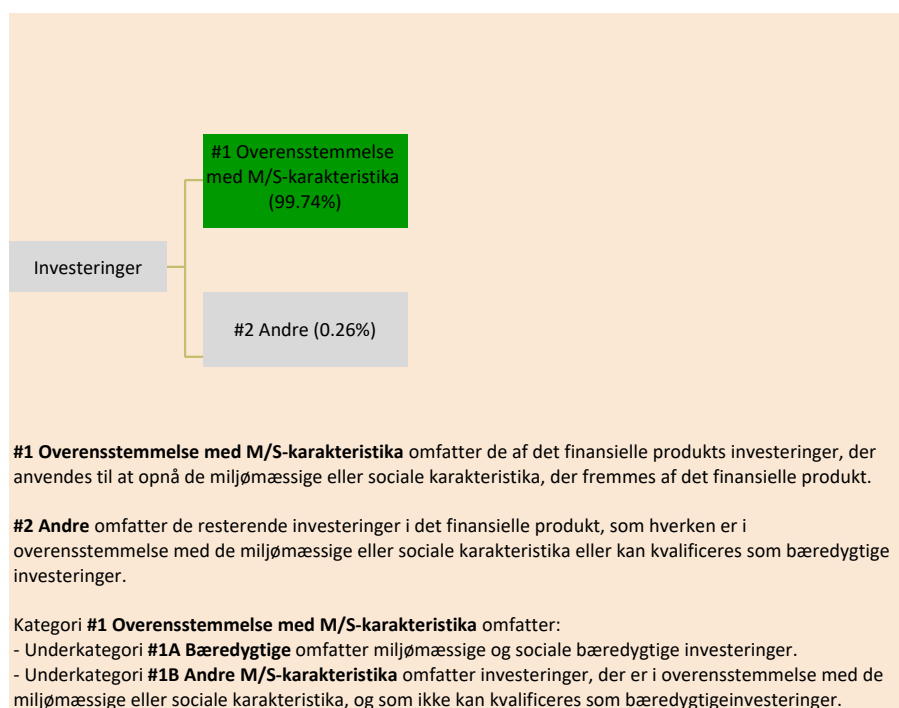 #1 Overensstemmelse
med M/S-karakteristika
(99.74%)
Investeringer
#2 Andre (0.26%)
#1 Overensstemmelse med M/S-karakteristika omfatter de af det finansielle produkts investeringer, der
anvendes til at opnå de miljømæssige eller sociale karakteristika, der fremmes af det finansielle produkt.
#2 Andre omfatter de resterende investeringer i det finansielle produkt, som hverken er i
overensstemmelse med de miljømæssige eller sociale karakteristika eller kan kvalificeres som bæredygtige
investeringer.
Kategori #1 Overensstemmelse med M/S-karakteristika omfatter:
- Underkategori #1A Bæredygtige omfatter miljømæssige og sociale bæredygtige investeringer.
- Underkategori #1B Andre M/S-karakteristika omfatter investeringer, der er i overensstemmelse med de
miljømæssige eller sociale karakteristika, og som ikke kan kvalificeres som bæredygtigeinvesteringer.